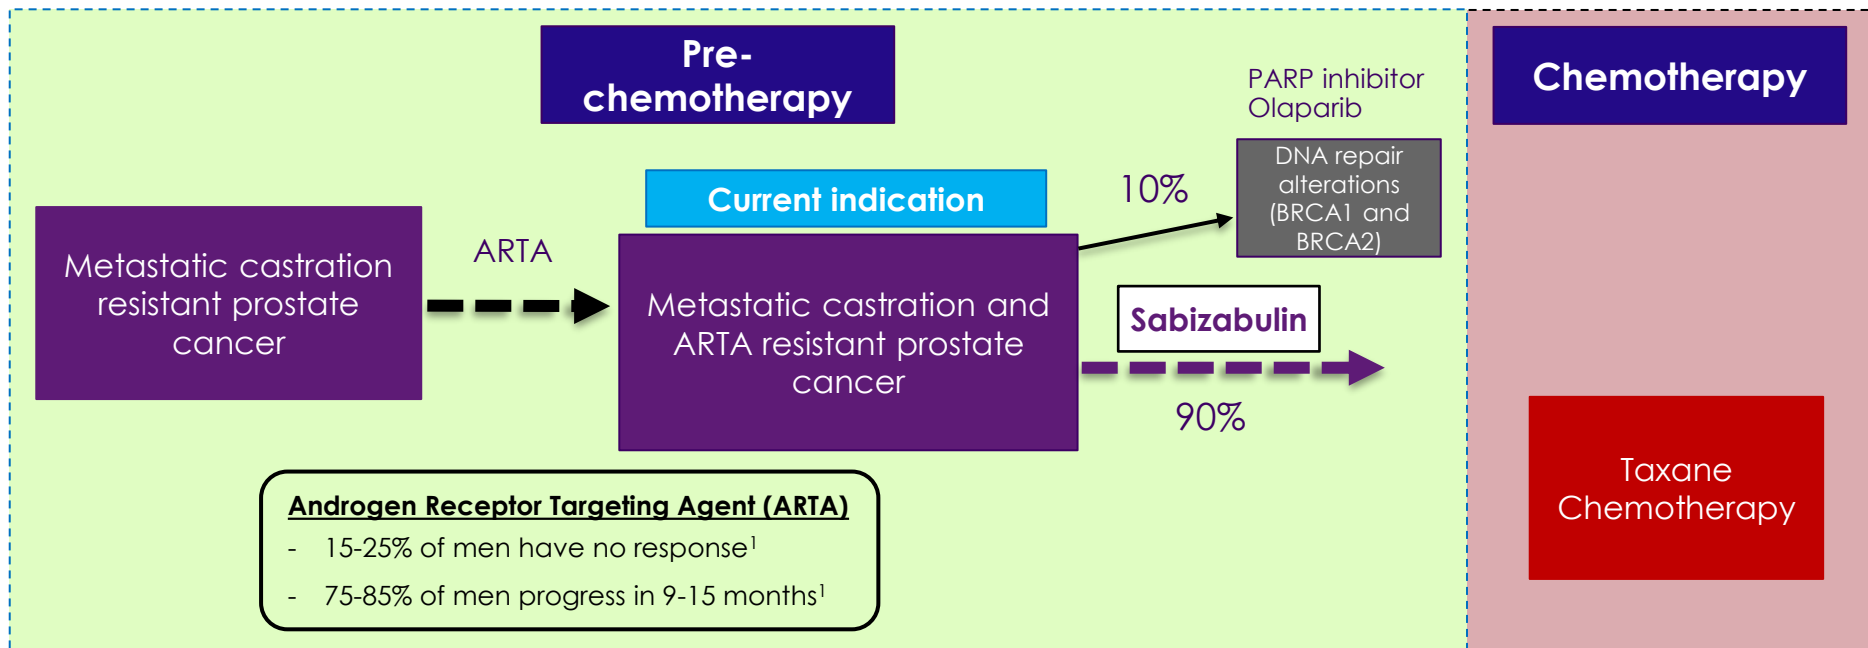 Pre-
chemotherapy
Chemotherapy
PARP inhibitor
Olaparib
DNA repair
alterations
(BRCA1 and
BRCA2)
10%
Current indication
Metastatic castration
resistant prostate
cancer
ARTA
Metastatic castration and
ARTA resistant prostate
cancer
Sabizabulin
90%
Taxane
Chemotherapy
Androgen Receptor Targeting Agent (ARTA)
- 15-25% of men have no response¹
- 75-85% of men progress in 9-15 months¹